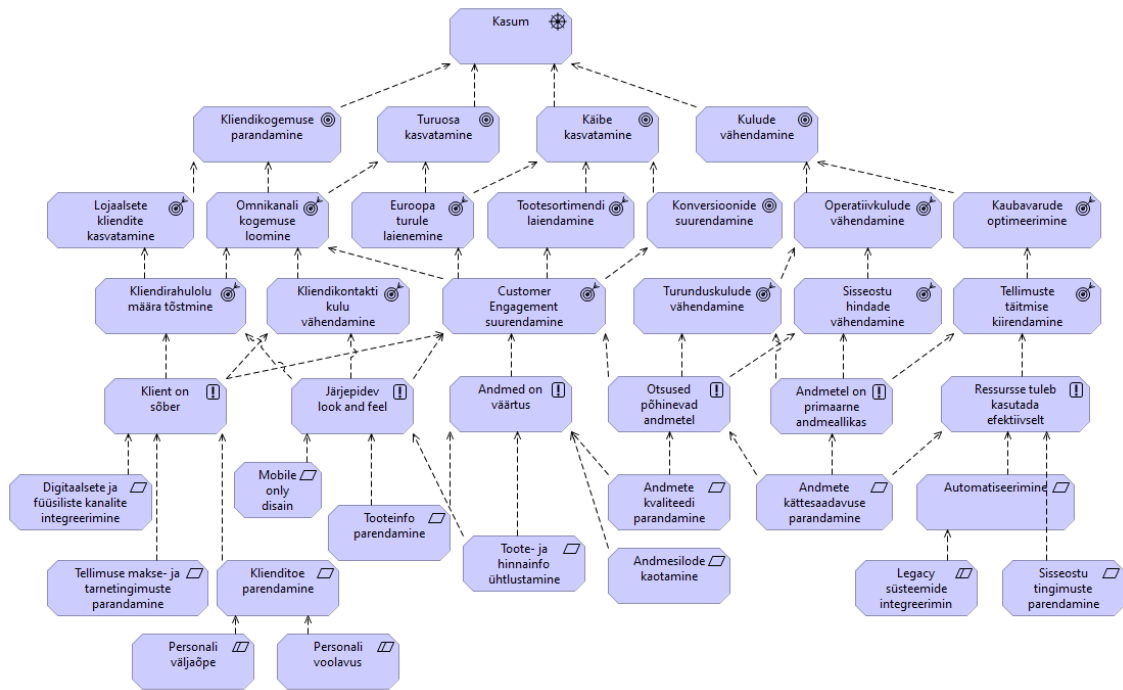 Kasum
Kliendikogemuse
parandamine
Turuosa
kasvatamine
Käibe
kasvatamine
Kulude
vähendamine
Lojaalsete
kliendite
kasvatamine
Omnikanali
kogemuse
loomine
Euroopa
turule
laienemine
Tootesortimendi
laiendamine
Konversioonide
suurendamine
Operatiivkulude
vähendamine
Kaubavarude
optimeerimine
Kliendirahulolu
määra tõstmine
Kliendikontakti
kulu
vähendamine
Customer
Engagement
suurendamine
Turunduskulude
vähendamine
Sisseostu
hindade
vähendamine
Tellimuste
täitmise
kiirendamine
Klient on
sõber
Järjepidev
look and feel
Andmed on
väärtus
Otsused
põhinevad
andmetel
Andmetel on
primaarne
andmeallikas
Ressursse tuleb
kasutada
efektiivselt
Digitaalsete ja
füüsiliste kanalite
integreerimine
Mobile
only
disain
Tooteinfo
parendamine
Andmete
kvaliteedi
parandamine
Andmete
kättesaadavuse
parandamine
Automatiseerimine
Tellimuse makse- ja
tarnetingimuste
parandamine
Klienditoe
parendamine
Toote- ja
hinnainfo
ühtlustamine
Andmesilode
kaotamine
Legacy
süsteemide
integreerimin
Sisseostu
tingimuste
parendamine
Personali
väljaõpe
Personali
voolavus